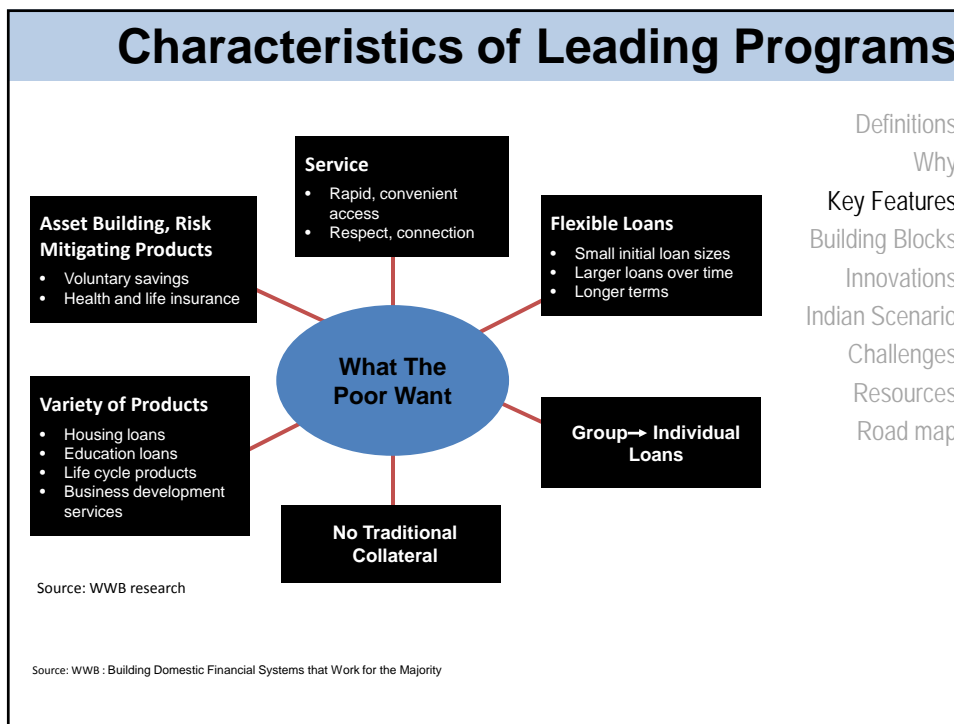 Characteristics of Leading Programs
Service
• Rapid, convenient
access
• Respect, connection
Asset Building, Risk
Mitigating Products
• Voluntary savings
• Health and life insurance
Flexible Loans
• Small initial loan sizes
• Larger loans over time
• Longer terms
What The
Poor Want
Variety of Products
• Housing loans
• Education loans
• Life cycle products
• Business development
services
Group→ Individual
Loans
No Traditional
Collateral
Definitions
Why
Key Features
Building Blocks
Innovations
Indian Scenario
Challenges
Resources
Road map
Source: WWB research
Source: WWB : Building Domestic Financial Systems that Work for the Majority